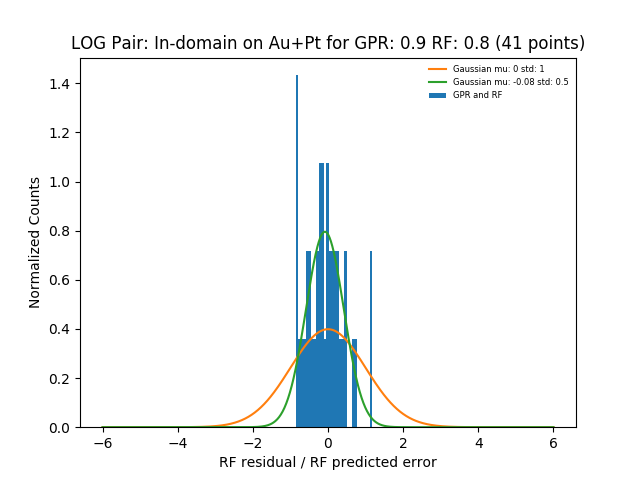 LOG Pair: In-domain on Au+Pt for GPR: 0.9 RF: 0.8 (41 points)
Gaussian mu: 0 std: 1
Gaussian mu: -0.08 std: 0.5
GPR and RF
Normalized Counts
1.4
1.2
1.0
0.8
0.6
0.4
0.2
0.0
−6 −4 −2 0 2 4 6
RF residual / RF predicted error